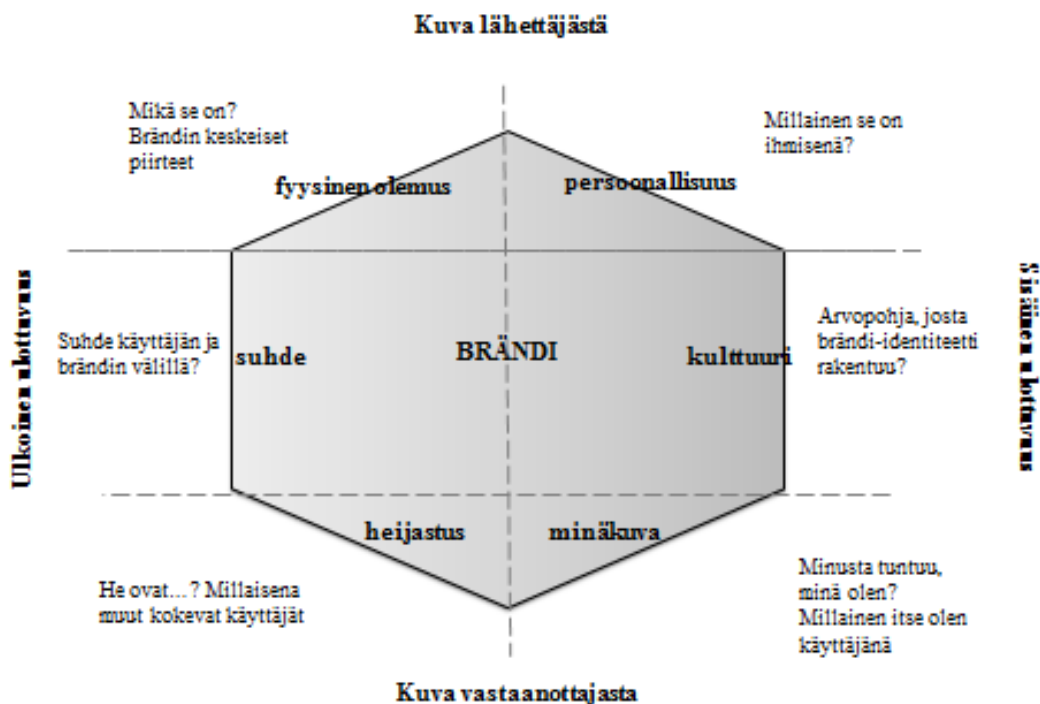 Kuva lähettäjästä
Mikä se on?
Brändin keskeiset
piirteet
Millainen se on
ihmisenä?
fyysinen olemus
persoonallisuus
Ulkoinen ulottuvuus
Sisäinen ulottuvuus
Suhde käyttäjän ja
brändin välillä?
suhde
BRÄNDI
kulttuuri
Arvopohja, josta
brändi-identiteetti
rakentuu?
heijastus
minäkuva
He ovat...? Millaisena
muut kokevat käyttäjät
Minusta tuntuu,
minä olen?
Millainen itse olen
käyttäjänä
Kuva vastaanottajasta